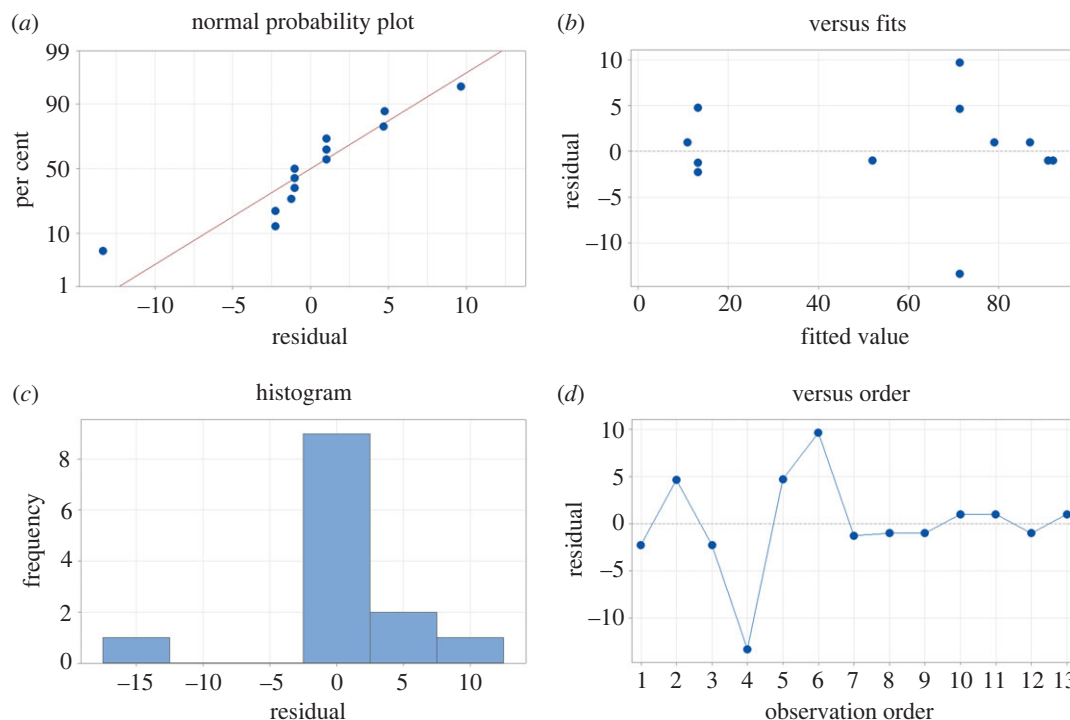 (a) normal probability plot
99
90
50
10
1
per cent
–10 –5 0 5 10
residual
(b) versus fits
10
5
0
–5
–10
residual
0 20 40 60 80
fitted value
(c) histogram
8
6
4
2
0
frequency
–15 –10 –5 0 5 10
residual
(d) versus order
10
5
0
–5
–10
residual
1 2 3 4 5 6 7 8 9 10 11 12 13
observation order